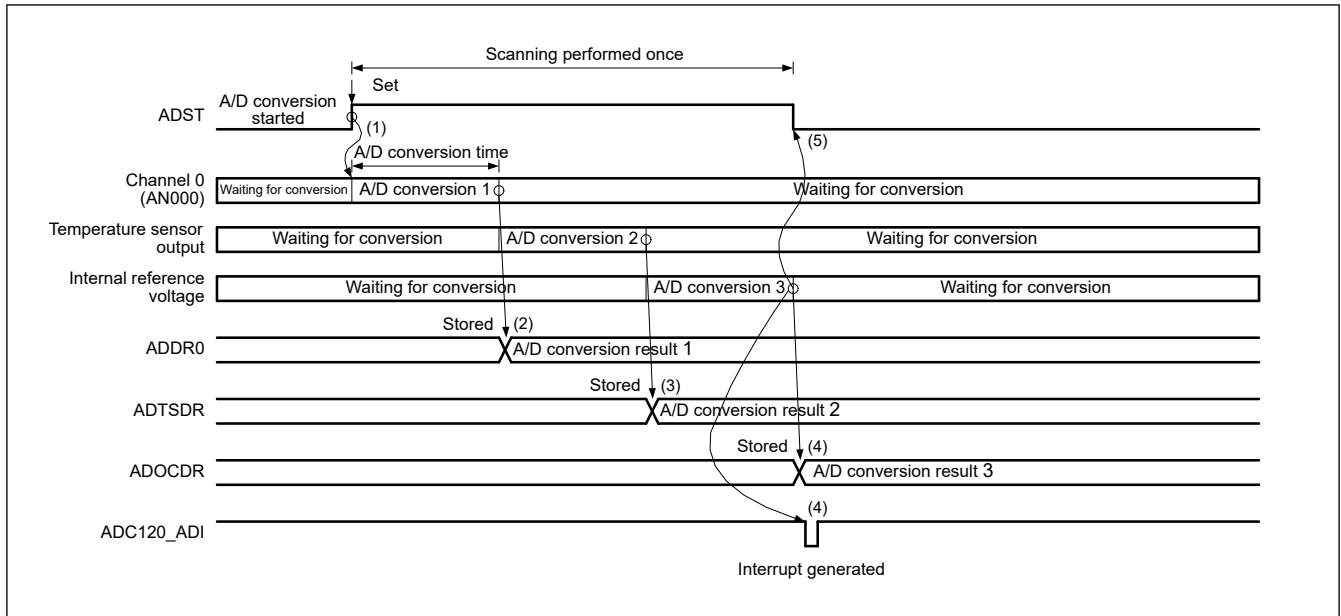 Scanning performed once
Set
ADST
A/D conversion
started
(1)
(5)
A/D conversion time
Channel 0
(AN000)
Waiting for conversion
A/D conversion 1
Waiting for conversion
Temperature sensor
output
Waiting for conversion
A/D conversion 2
Waiting for conversion
Internal reference
voltage
Waiting for conversion
A/D conversion 3
Waiting for conversion
Stored
(2)
ADDR0
A/D conversion result 1
Stored
(3)
ADTSDR
A/D conversion result 2
Stored
(4)
ADOCDR
A/D conversion result 3
(4)
ADC120_ADI
Interrupt generated